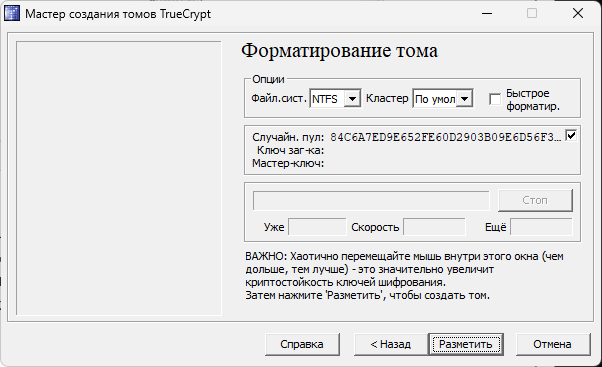 Мастер создания томов TrueCrypt
Форматирование тома
Опции
Файл.сист. NTFS Кластер По умол Быстрое форматир.
Случайн. пул: 84C6A7ED9E652FE60D2903B09E6D56F3...
Ключ заг-ка:
Мастер-ключ:
Стоп
Уже Скорость Ещё
ВАЖНО: Хаотично перемещайте мышь внутри этого окна (чем
дольше, тем лучше) - это значительно увеличит
криптостойкость ключей шифрования.
Затем нажмите 'Разметить', чтобы создать том.
Справка < Назад Разметить Отмена